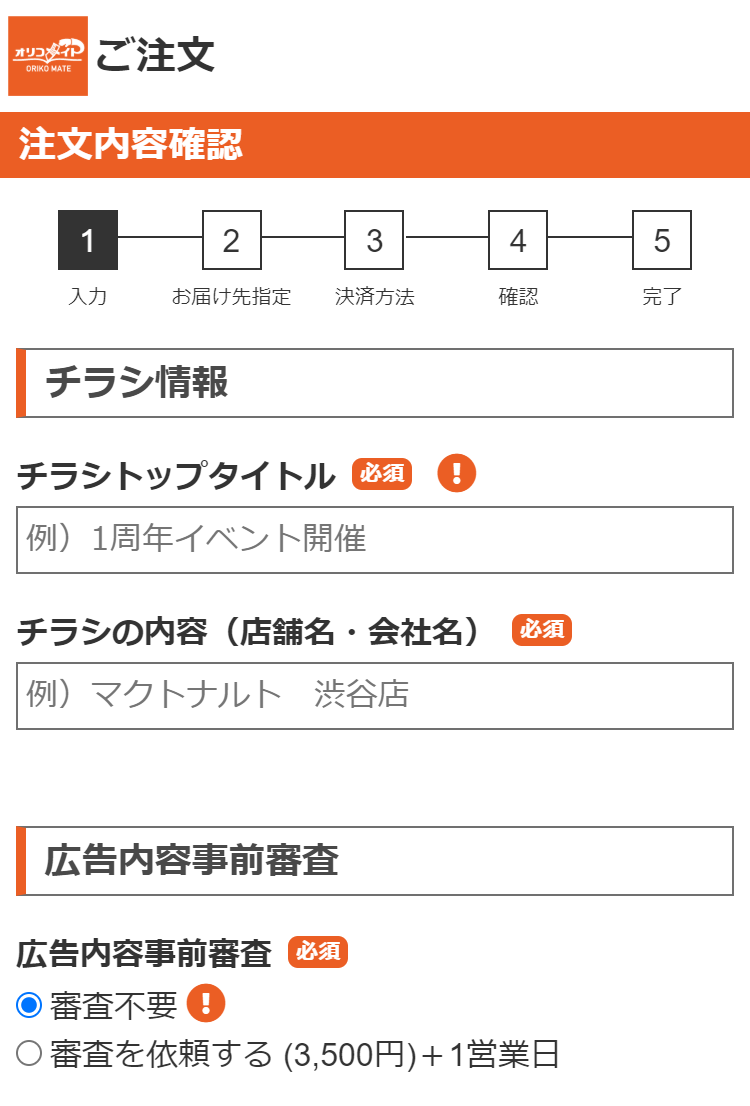 オリコメイト
ORIKO MATE
ご注文
注文内容確認
1 2 3 4 5
入力 お届け先指定 決済方法 確認 完了
チラシ情報
チラシトップタイトル 必須 !
例）1周年イベント開催
チラシの内容（店舗名・会社名） 必須
例）マクトナルト　渋谷店
広告内容事前審査
広告内容事前審査 必須
審査不要 !
審査を依頼する (3,500円)＋1営業日